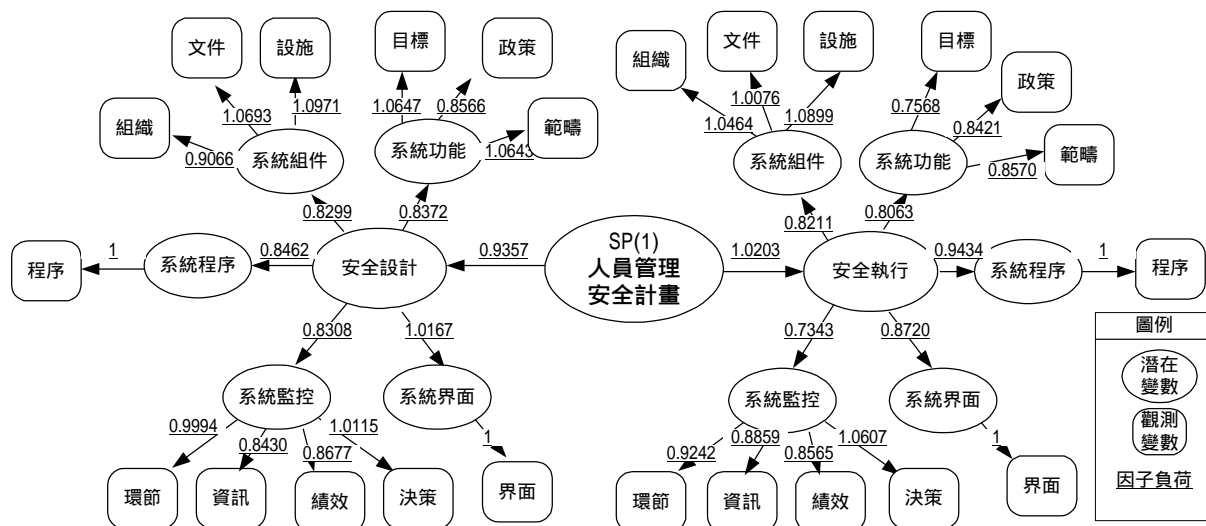 文件
設施
目標
政策
組織
文件
設施
目標
政策
組織
範疇
範疇
1.0693
1.0971
1.0647
0.8566
0.9066
1.0643
1.0464
1.0076
1.0899
0.7568
0.8421
0.8570
系統組件
系統功能
系統組件
系統功能
0.8299
0.8372
0.8211
0.8063
程序
1
系統程序
0.8462
安全設計
0.9357
SP(1)
人員管理
安全計畫
1.0203
安全執行
0.9434
系統程序
1
程序
0.8308
1.0167
0.7343
0.8720
系統監控
系統界面
系統監控
系統界面
0.9994
0.8430
0.8677
1.0115
1
0.9242
0.8859
0.8565
1.0607
1
環節
資訊
績效
決策
界面
環節
資訊
績效
決策
界面
圖例
潛在
變數
觀測
變數
因子負荷